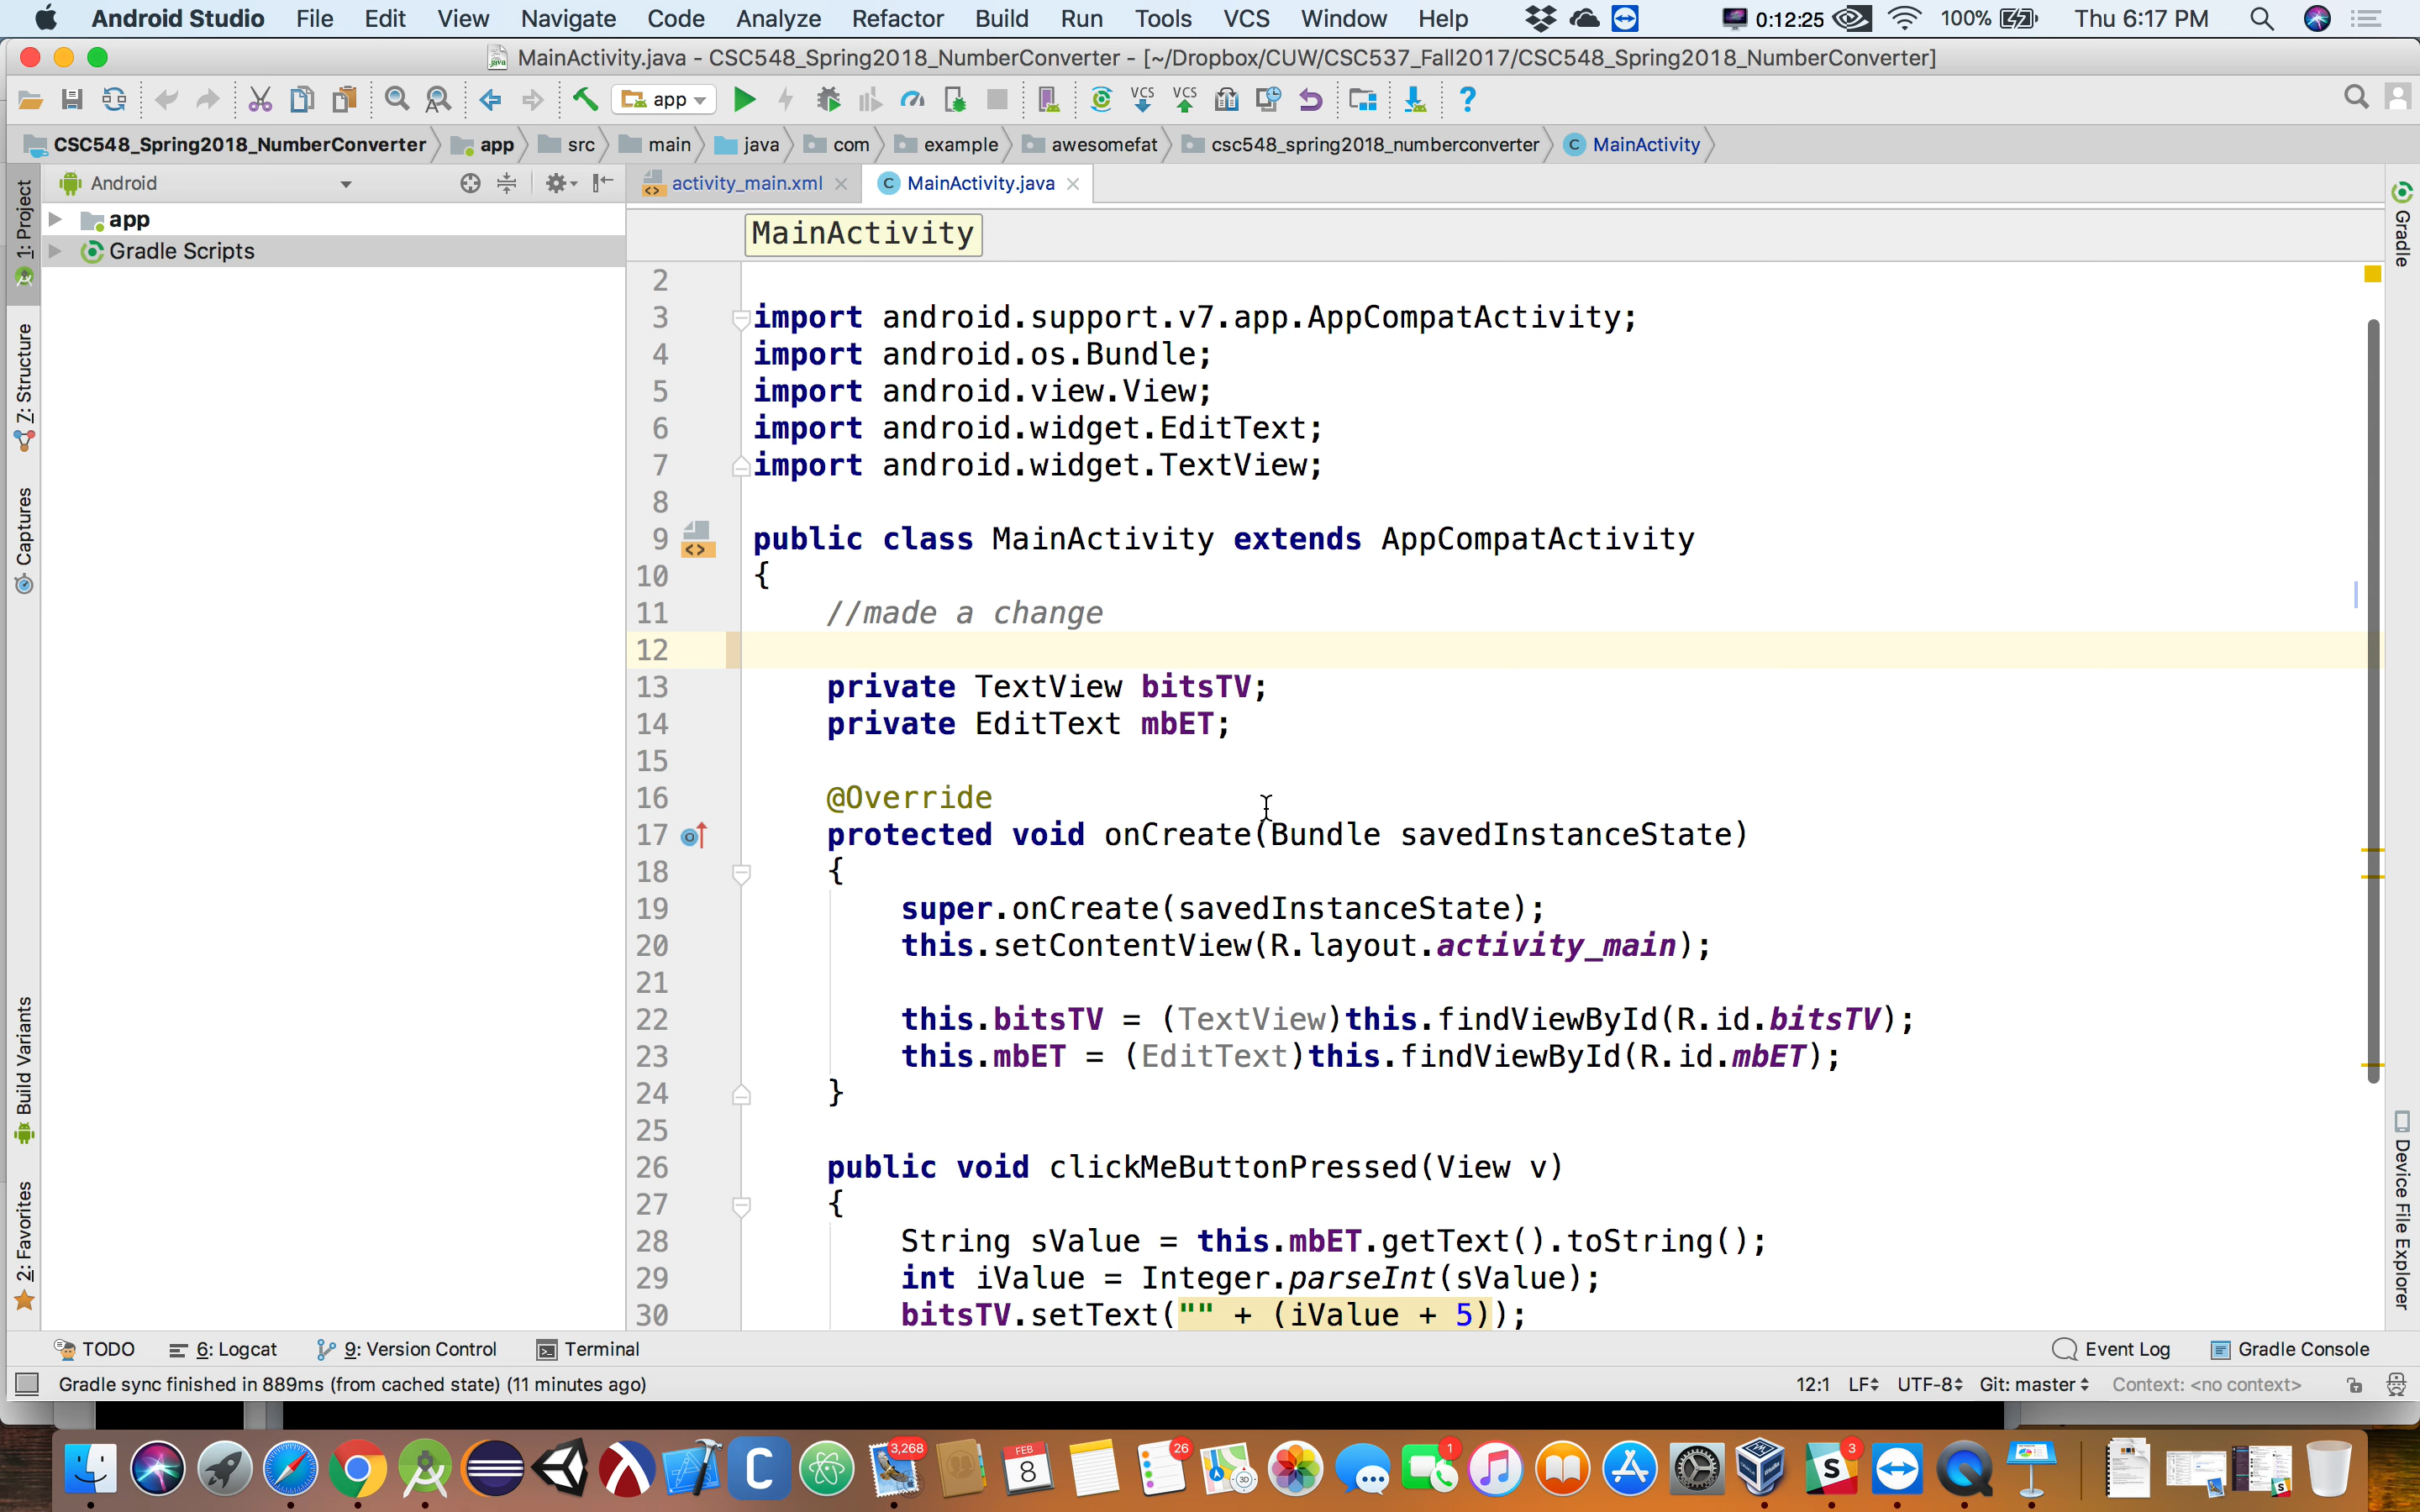 Android Studio File Edit View Navigate Code Analyze Refactor Build Run Tools VCS Window Help 0:12:25 100% Thu 6:17 PM
MainActivity.java - CSC548_Spring2018_NumberConverter - [~/Dropbox/CUW/CSC537_Fall2017/CSC548_Spring2018_NumberConverter]
app VCS VCS ?
CSC548_Spring2018_NumberConverter app src main java com example awesomefat csc548_spring2018_numberconverter C MainActivity
Android
activity_main.xml
C MainActivity.java
app
Gradle Scripts
1: Project
7: Structure
Captures
Build Variants
2: Favorites
MainActivity
2
3 import android.support.v7.app.AppCompatActivity;
4 import android.os.Bundle;
5 import android.view.View;
6 import android.widget.EditText;
7 import android.widget.TextView;
8
9 public class MainActivity extends AppCompatActivity
10 {
11 //made a change
12
13 private TextView bitsTV;
14 private EditText mbET;
15
16 @Override
17 protected void onCreate(Bundle savedInstanceState)
18 {
19 super.onCreate(savedInstanceState);
20 this.setContentView(R.layout.activity_main);
21
22 this.bitsTV = (TextView)this.findViewById(R.id.bitsTV);
23 this.mbET = (EditText)this.findViewById(R.id.mbET);
24 }
25
26 public void clickMeButtonPressed(View v)
27 {
28 String sValue = this.mbET.getText().toString();
29 int iValue = Integer.parseInt(sValue);
30 bitsTV.setText("" + (iValue + 5));
Gradle
Device File Explorer
TODO 6: Logcat 9: Version Control Terminal Event Log Gradle Console
Gradle sync finished in 889ms (from cached state) (11 minutes ago) 12:1 LF UTF-8 Git: master Context: <no context>
C 3,268 FEB 8 26 3D 1 S 3